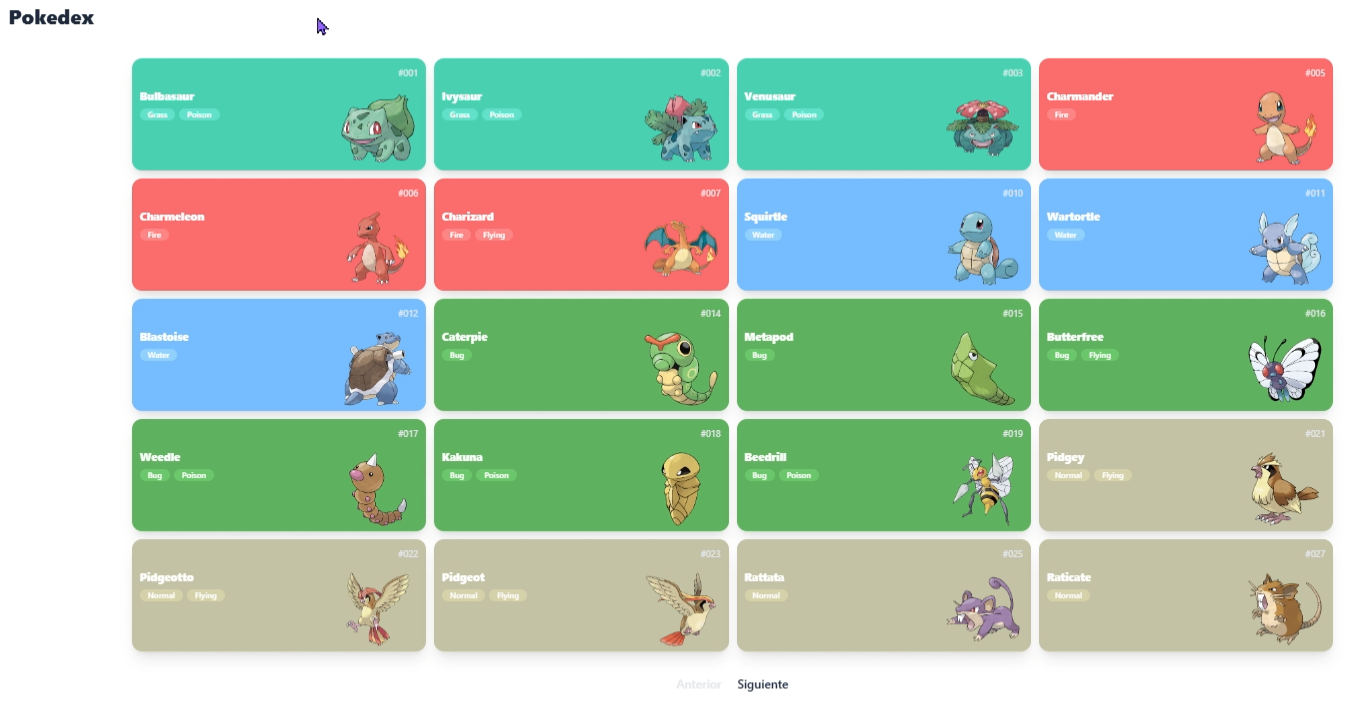 Pokedex
#001
Bulbasaur
Grass Poison
#002
Ivysaur
Grass Poison
#003
Venusaur
Grass Poison
#005
Charmander
Fire
#006
Charmeleon
Fire
#007
Charizard
Fire Flying
#010
Squirtle
Water
#011
Wartortle
Water
#012
Blastoise
Water
#014
Caterpie
Bug
#015
Metapod
Bug
#016
Butterfree
Bug Flying
#017
Weedle
Bug Poison
#018
Kakuna
Bug Poison
#019
Beedrill
Bug Poison
#021
Pidgey
Normal Flying
#022
Pidgeotto
Normal Flying
#023
Pidgeot
Normal Flying
#025
Rattata
Normal
#027
Raticate
Normal
Anterior Siguiente